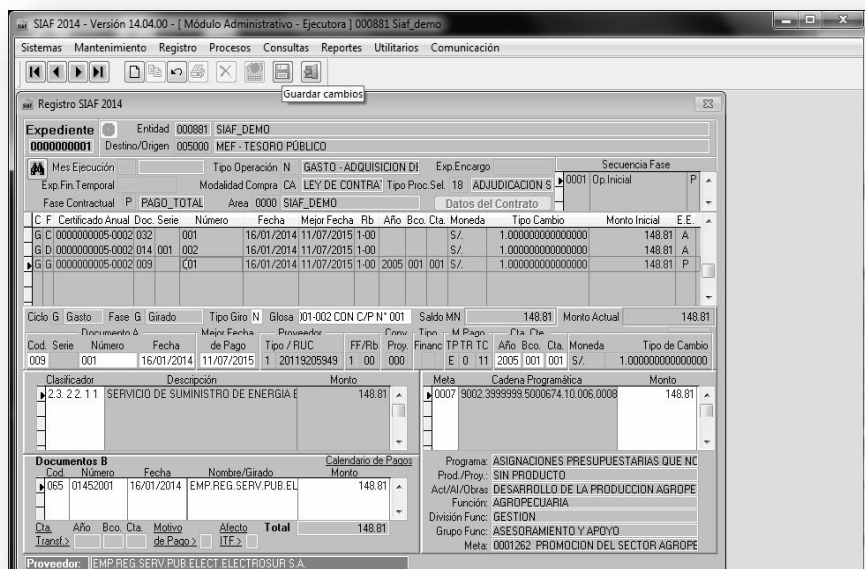 SIAF 2014 - Versión 14.04.00 - [ Módulo Administrativo - Ejecutora ] 000881 Siaf_demo
Sistemas Mantenimiento Registro Procesos Consultas Reportes Utilitarios Comunicación
Guardar cambios
Registro SIAF 2014
Expediente Entidad 000881 SIAF_DEMO
0000000001 Destino/Origen 005000 MEF - TESORO PÚBLICO
Mes Ejecución Tipo Operación N GASTO - ADQUISICION DE Exp.Encargo Secuencia Fase
Exp.Fin.Temporal Modalidad Compra CA LEY DE CONTRA Tipo Proc.Sel. 18 ADJUDICACION S 0001 Op.Inicial P
Fase Contractual P PAGO_TOTAL Area 0000 SIAF_DEMO Datos del Contrato
C F Certificado Anual Doc. Serie Número Fecha Mejor Fecha Rb Año Bco. Cta. Moneda Tipo Cambio Monto Inicial E.E.
G C 0000000005-0002 032 001 16/01/2014 11/07/2015 1-00 S/. 1.000000000000000 148.81 A
G D 0000000005-0002 014 001 002 16/01/2014 11/07/2015 1-00 S/. 1.000000000000000 148.81 A
G G 0000000005-0002 009 001 16/01/2014 11/07/2015 1-00 2005 001 001 S/. 1.000000000000000 148.81 P
Ciclo G Gasto Fase G Girado Tipo Giro N Glosa 001-002 CON C/P N° 001 Saldo MN 148.81 Monto Actual 148.81
Documento A Mejor Fecha Proveedor Conv. Tipo M.Pago Cta. Cte.
Cod. Serie Número Fecha de Pago Tipo / RUC FF/Rb Proy. Financ TP TR TC Año Bco. Cta. Moneda Tipo de Cambio
009 001 16/01/2014 11/07/2015 1 20119205949 1 00 000 E 0 11 2005 001 001 S/. 1.000000000000000
Clasificador Descripción Monto Meta Cadena Programática Monto
2.3. 2 2. 1 1 SERVICIO DE SUMINISTRO DE ENERGIA E 148.81 0007 9002.3999999.5000674.10.006.0008 148.81
Documentos B Calendario de Pagos
Cod. Número Fecha Nombre/Girado Monto
065 01452001 16/01/2014 EMP.REG.SERV.PUB.EL 148.81
Cta. Año Bco. Cta. Motivo Afecto Total 148.81
Transf.> de Pago > ITF >
Programa: ASIGNACIONES PRESUPUESTARIAS QUE NO
Prod./Proy.: SIN PRODUCTO
Act/AI/Obras DESARROLLO DE LA PRODUCCION AGROPE
Función: AGROPECUARIA
División Func: GESTION
Grupo Func: ASESORAMIENTO Y APOYO
Meta: 0001262 PROMOCION DEL SECTOR AGROPE
Proveedor: EMP.REG.SERV.PUB.ELECT.ELECTROSUR S.A.